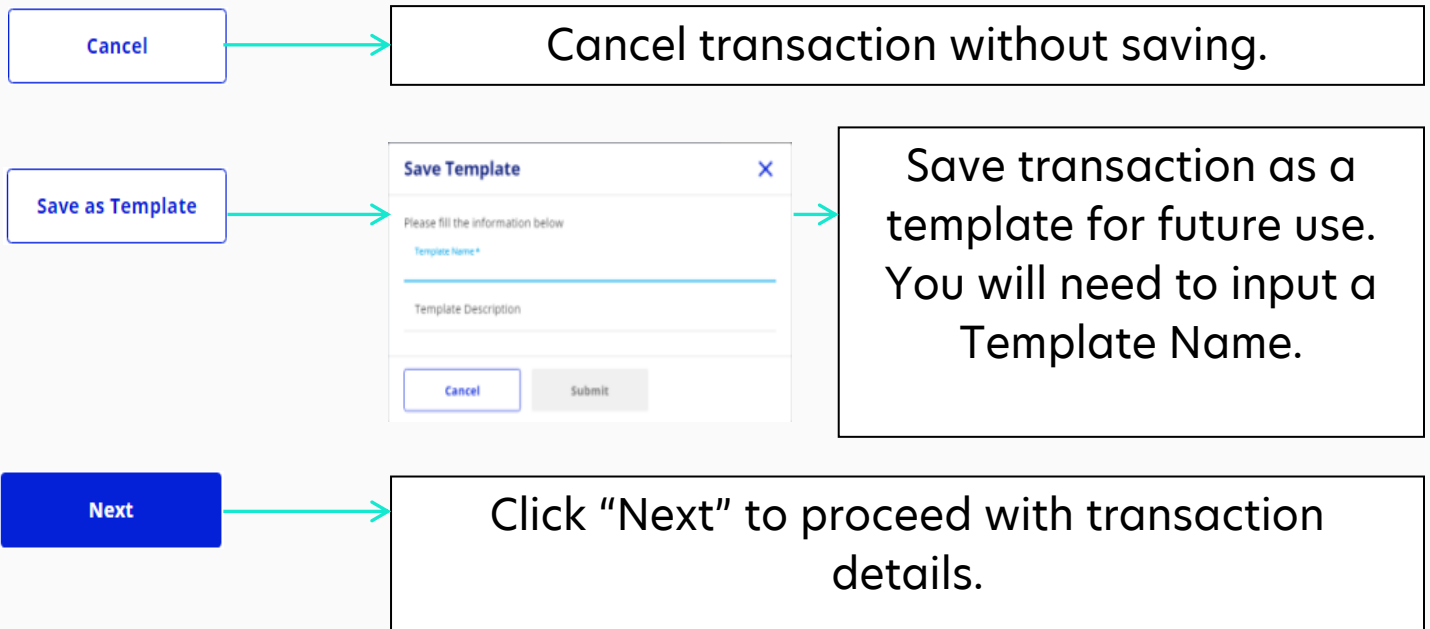 Cancel
Cancel transaction without saving.
Save as Template
Save Template
Please fill the information below
Template Name *
Template Description
Cancel
Submit
Save transaction as a
template for future use.
You will need to input a
Template Name.
Next
Click “Next” to proceed with transaction
details.